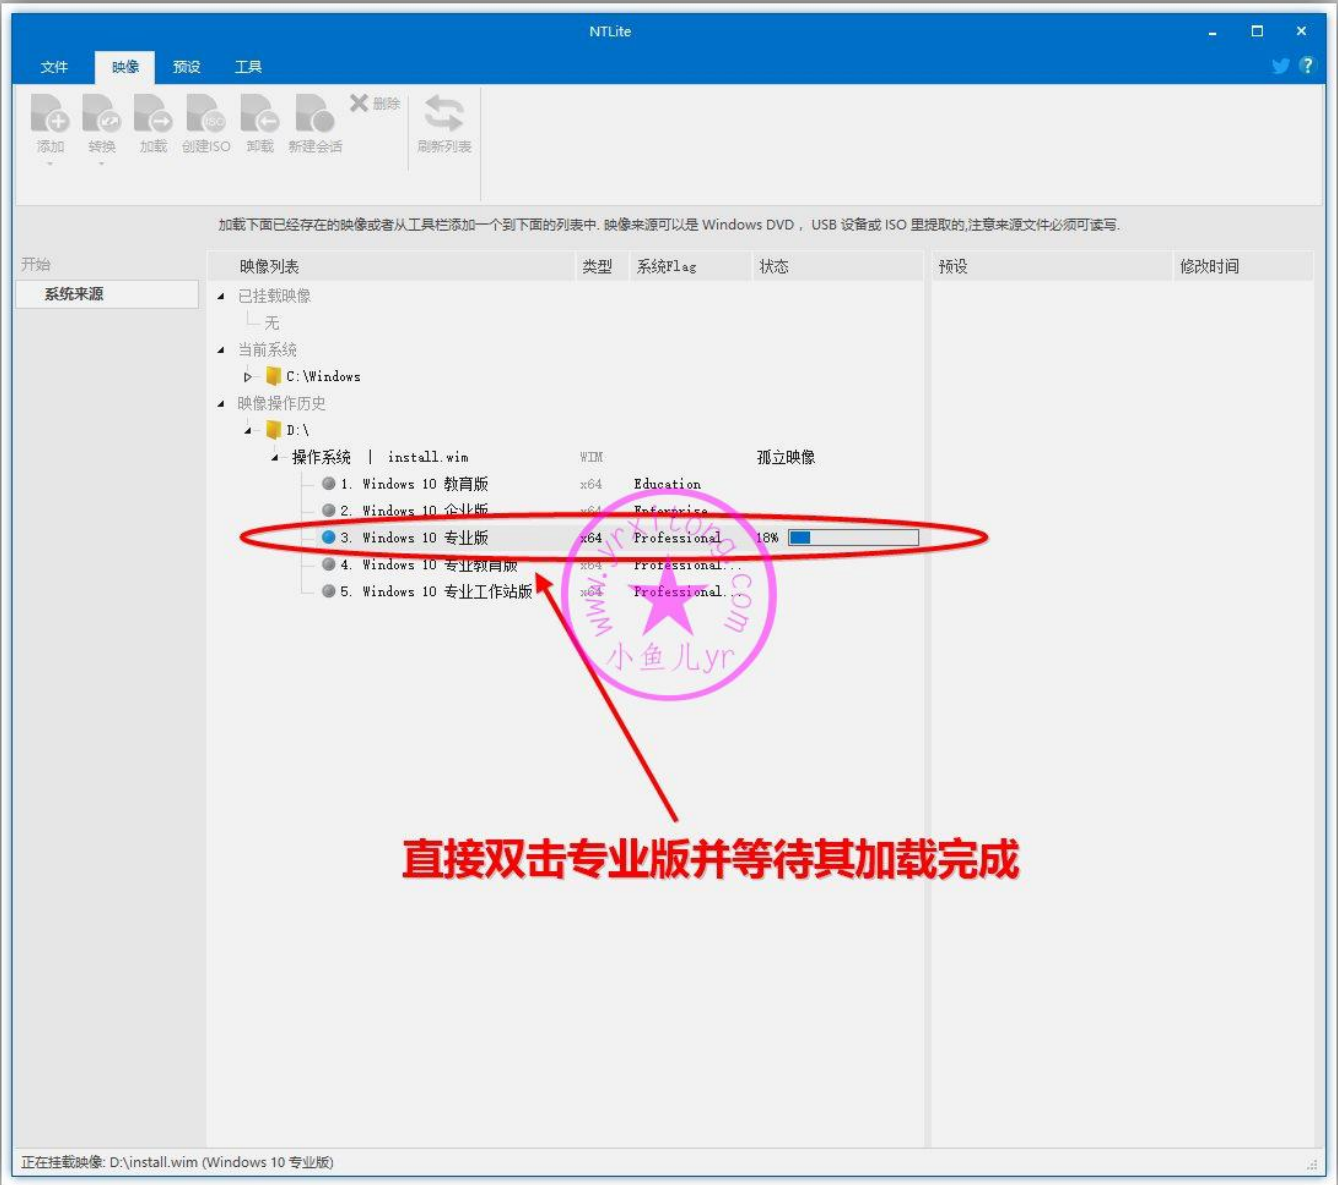 NTLite
文件 映像 预设 工具
添加 转换 加载 创建ISO 卸载 新建会话 删除 刷新列表
加载下面已经存在的映像或者从工具栏添加一个到下面的列表中. 映像来源可以是 Windows DVD , USB 设备或 ISO 里提取的,注意来源文件必须可读写.
开始 映像列表 类型 系统Flag 状态 预设 修改时间
系统来源
已挂载映像
无
当前系统
C:\Windows
映像操作历史
D:\
操作系统 | install.wim WIM 孤立映像
1. Windows 10 教育版 x64 Education
2. Windows 10 企业版 x64 Enterprise
3. Windows 10 专业版 x64 Professional 18%
4. Windows 10 专业教育版 x64 Professional...
5. Windows 10 专业工作站版 x64 Professional...
www.yrxitong.com
小鱼儿yr
直接双击专业版并等待其加载完成
正在挂载映像: D:\install.wim (Windows 10 专业版)